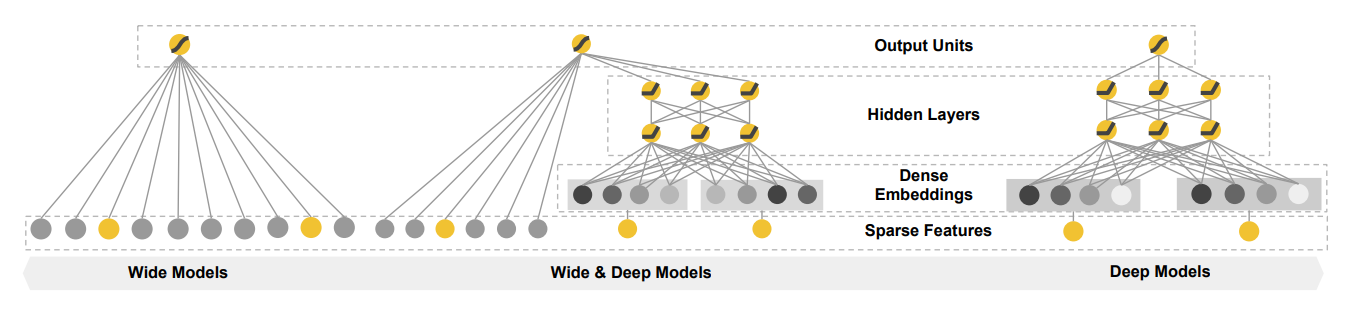 Output Units
Hidden Layers
Dense
Embeddings
Sparse Features
Wide Models
Wide & Deep Models
Deep Models